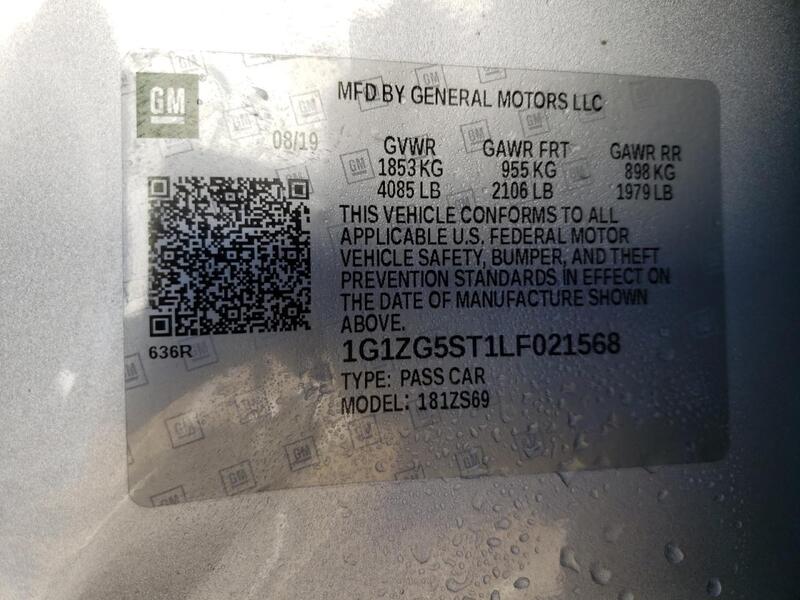 GM
MFD BY GENERAL MOTORS LLC
08/19
GVWR GAWR FRT GAWR RR
1853 KG 955 KG 898 KG
4085 LB 2106 LB 1979 LB
THIS VEHICLE CONFORMS TO ALL
APPLICABLE U.S. FEDERAL MOTOR
VEHICLE SAFETY, BUMPER, AND THEFT
PREVENTION STANDARDS IN EFFECT ON
THE DATE OF MANUFACTURE SHOWN
ABOVE.
636R
1G1ZG5ST1LF021568
TYPE: PASS CAR
MODEL: 181ZS69